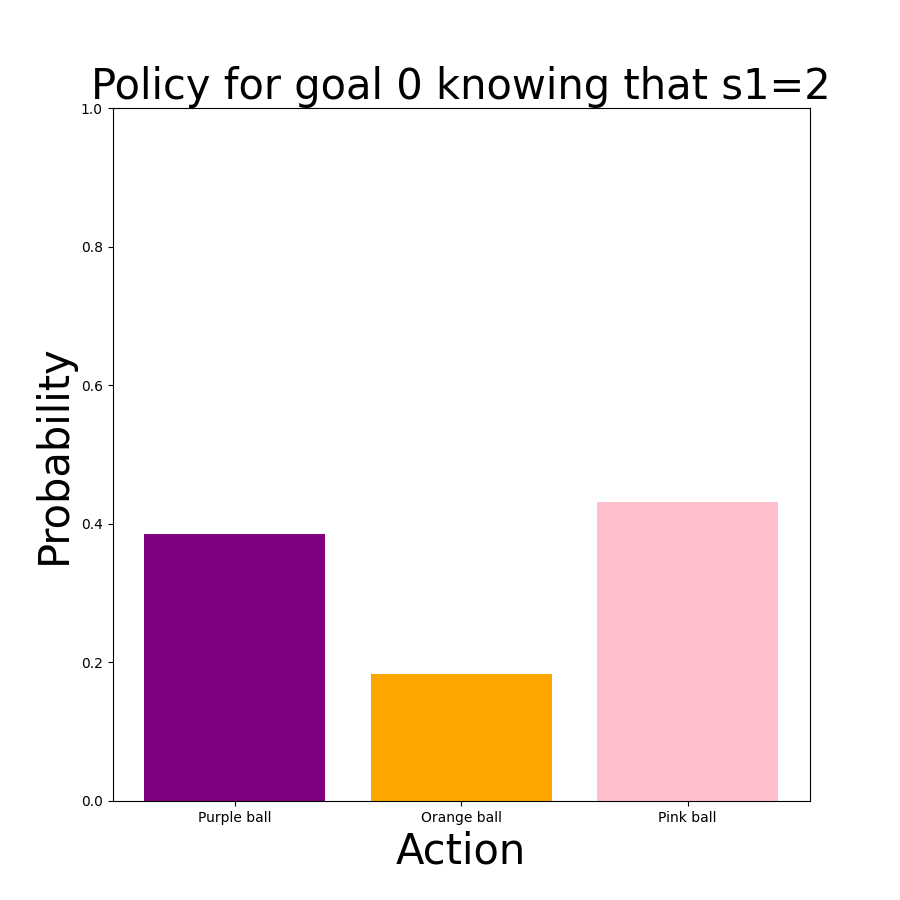 Policy for goal 0 knowing that s1=2
1.0
0.8
0.6
0.4
0.2
0.0
Probability
Purple ball
Orange ball
Pink ball
Action